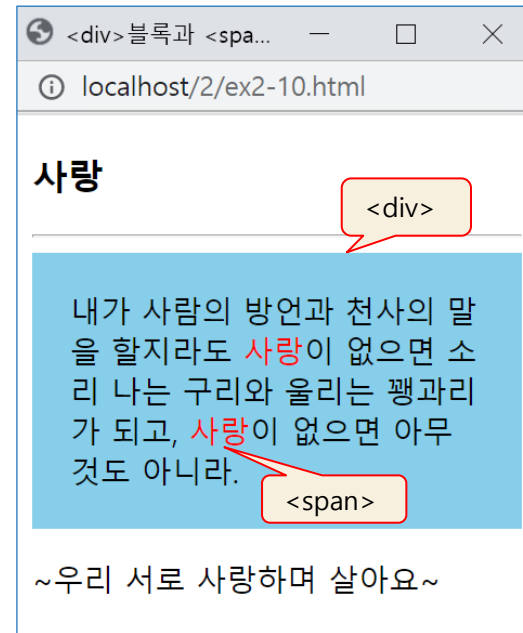 <div>블록과 <spa...
localhost/2/ex2-10.html
사랑
<div>
내가 사람의 방언과 천사의 말
을 할지라도 사랑이 없으면 소
리 나는 구리와 울리는 꽹과리
가 되고, 사랑이 없으면 아무
것도 아니라.
<span>
~우리 서로 사랑하며 살아요~